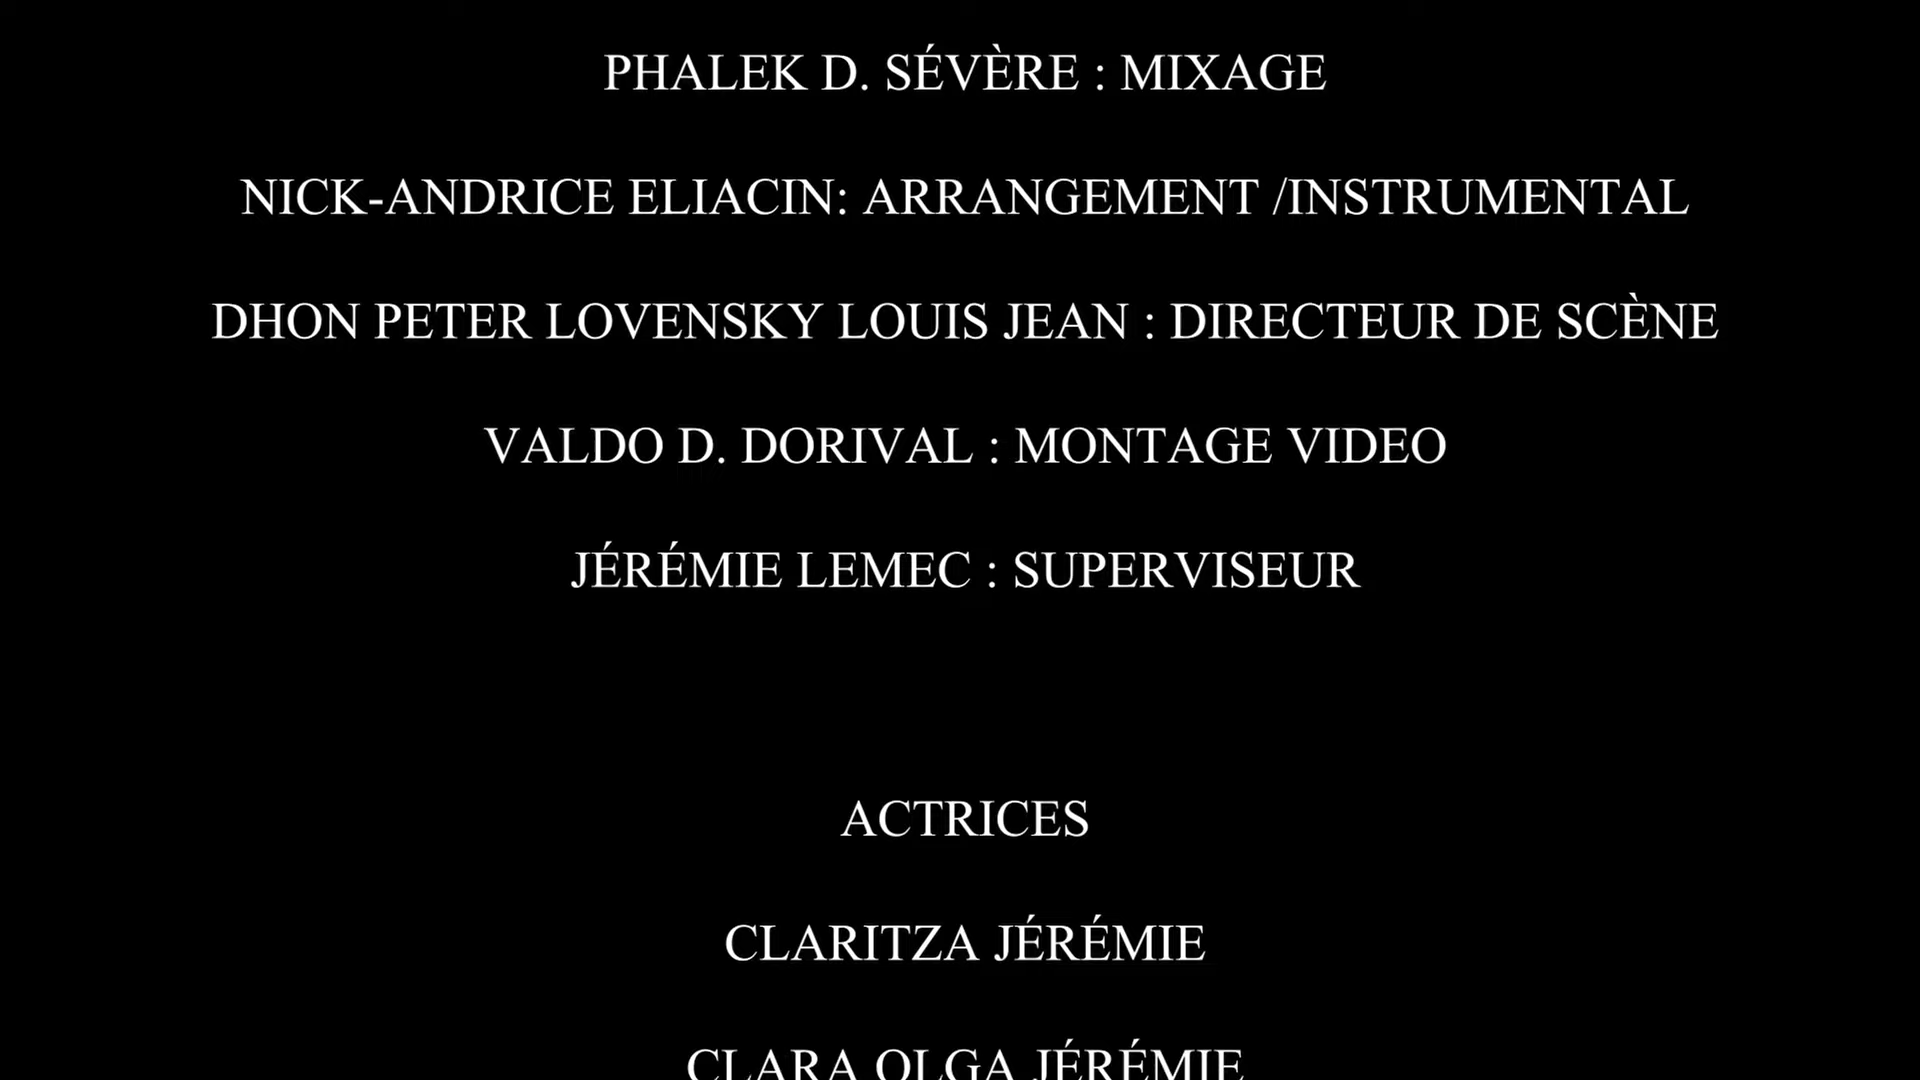 PHALEK D. SÉVÈRE : MIXAGE
NICK-ANDRICE ELIACIN: ARRANGEMENT /INSTRUMENTAL
DHON PETER LOVENSKY LOUIS JEAN : DIRECTEUR DE SCÈNE
VALDO D. DORIVAL : MONTAGE VIDEO
JÉRÉMIE LEMEC : SUPERVISEUR
ACTRICES
CLARITZA JÉRÉMIE
CLARA OLGA JÉRÉMIE